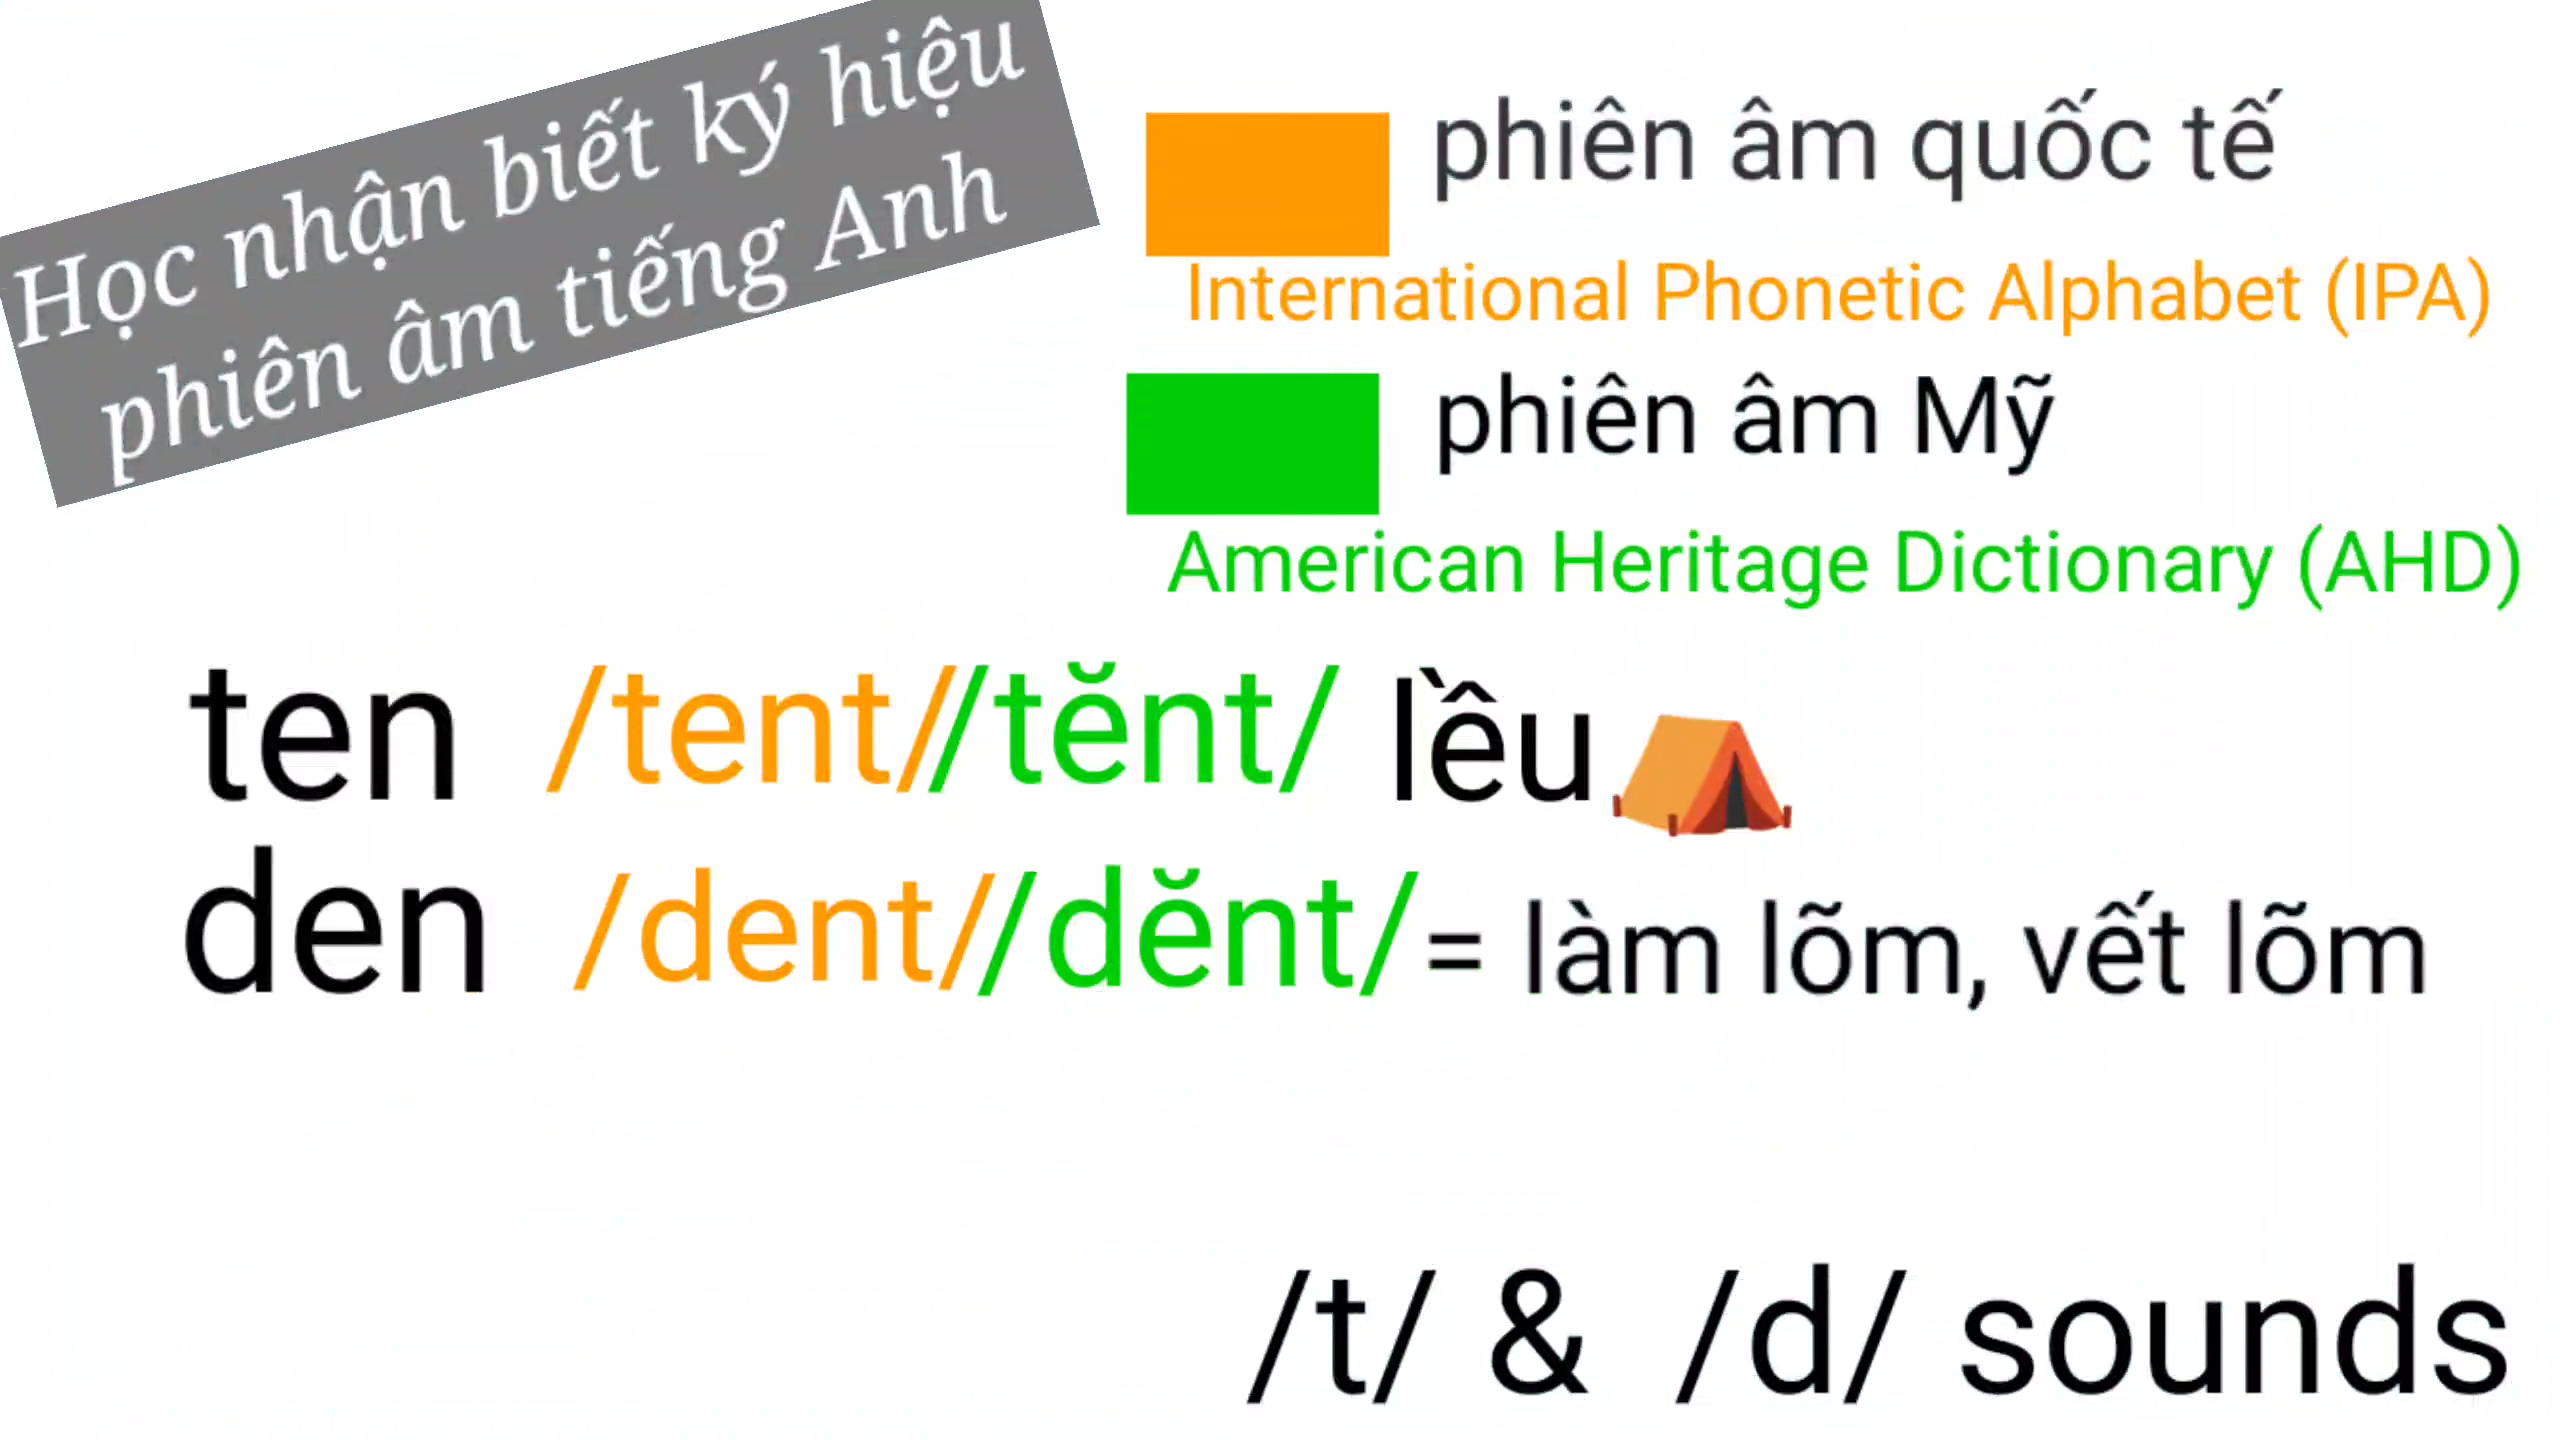 Học nhận biết ký hiệu
phiên âm tiếng Anh
phiên âm quốc tế
International Phonetic Alphabet (IPA)
phiên âm Mỹ
American Heritage Dictionary (AHD)
ten /tent//tĕnt/ lều
den /dent//dĕnt/ = làm lõm, vết lõm
/t/ & /d/ sounds